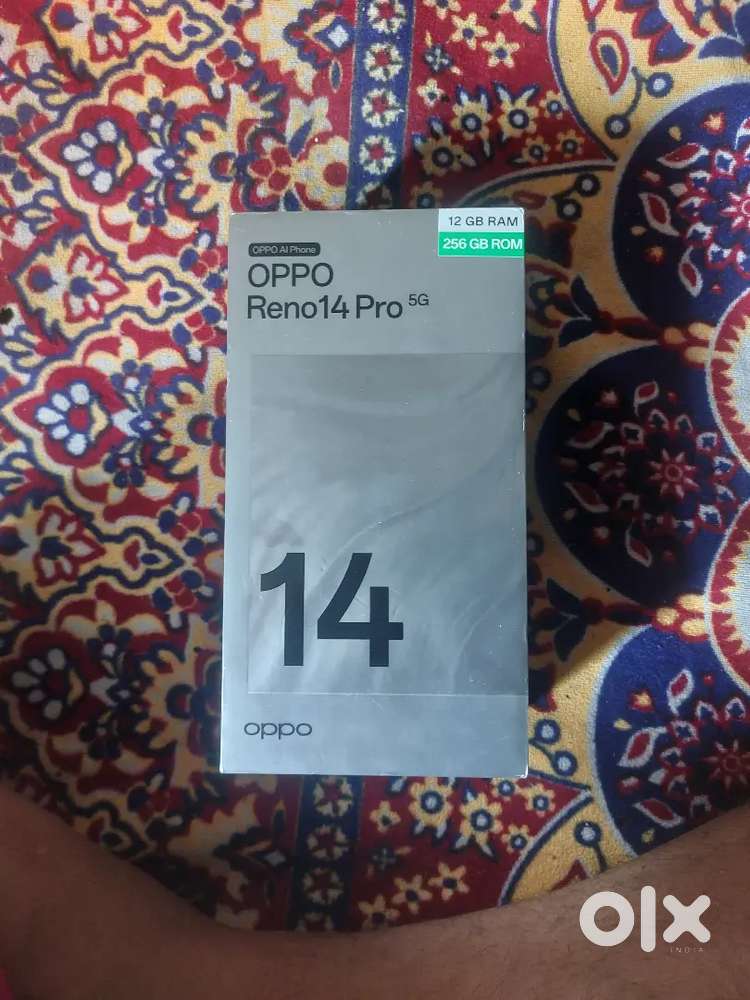 12 GB RAM
256 GB ROM
OPPO AI Phone
OPPO
Reno14 Pro 5G
14
oppo
olx
INDIA